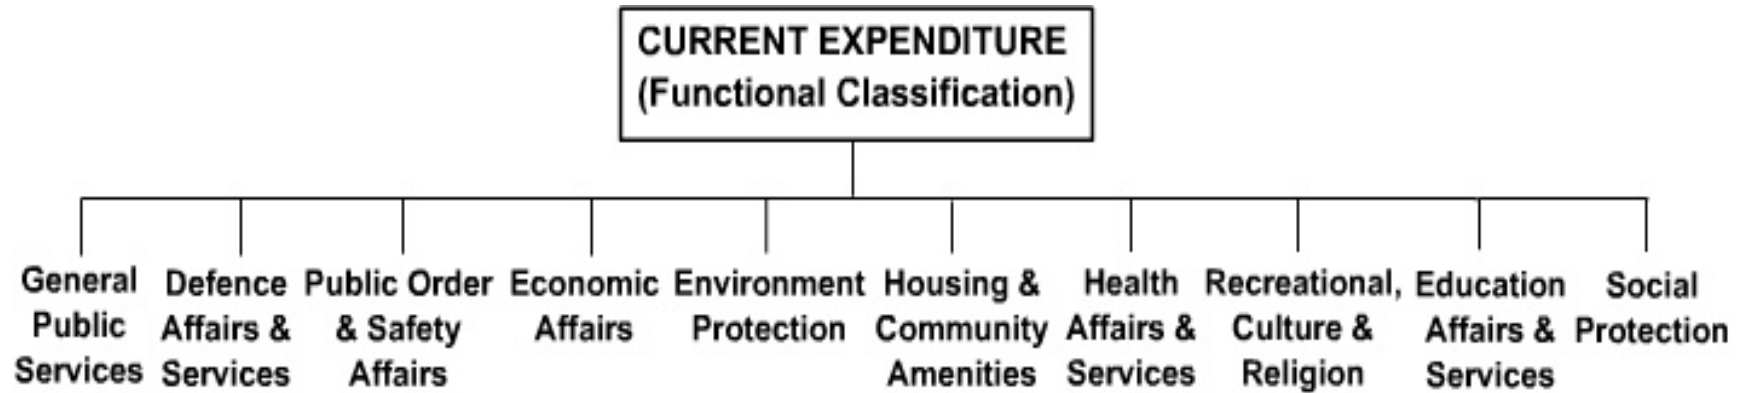 CURRENT EXPENDITURE
(Functional Classification)
General
Public
Services
Defence
Affairs &
Services
Public Order
& Safety
Affairs
Economic
Affairs
Environment
Protection
Housing &
Community
Amenities
Health
Affairs &
Services
Recreational,
Culture &
Religion
Education
Affairs &
Services
Social
Protection